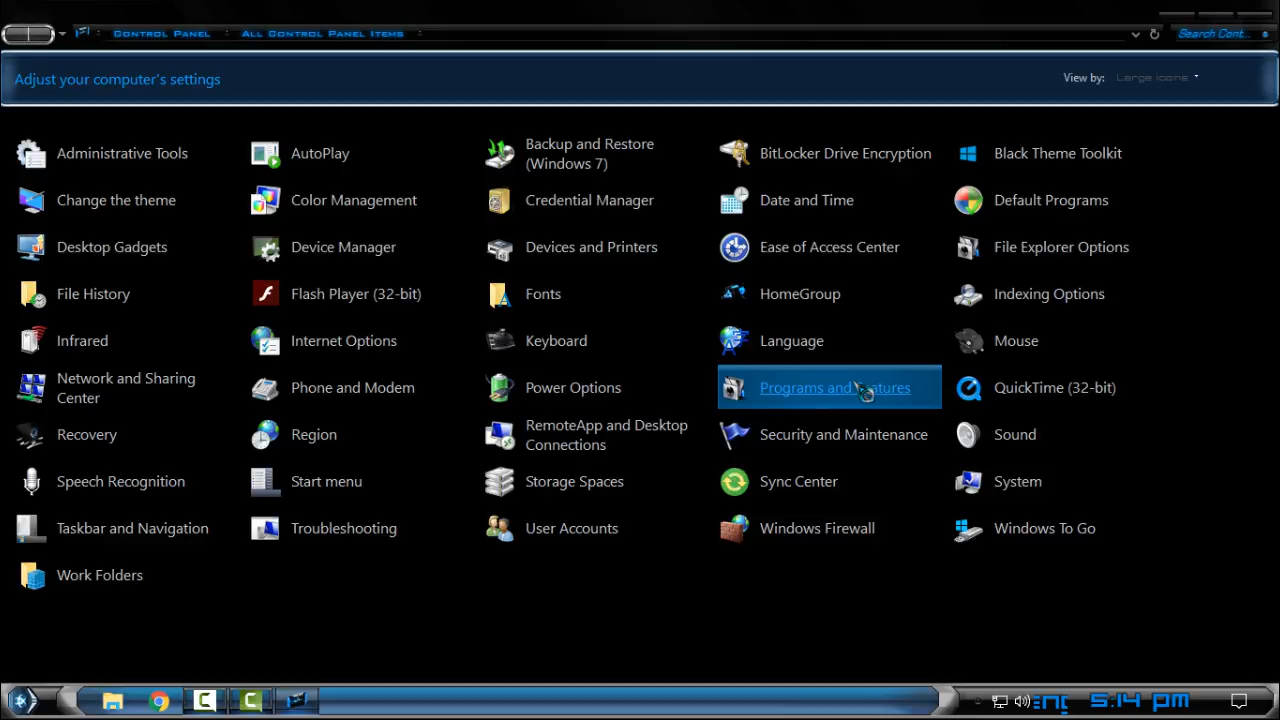 Control Panel
All Control Panel Items
Search Cont...
Adjust your computer's settings
View by:
Large icons
Administrative Tools
AutoPlay
Backup and Restore
(Windows 7)
BitLocker Drive Encryption
Black Theme Toolkit
Change the theme
Color Management
Credential Manager
Date and Time
Default Programs
Desktop Gadgets
Device Manager
Devices and Printers
Ease of Access Center
File Explorer Options
File History
Flash Player (32-bit)
Fonts
HomeGroup
Indexing Options
Infrared
Internet Options
Keyboard
Language
Mouse
Network and Sharing
Center
Phone and Modem
Power Options
Programs and Features
QuickTime (32-bit)
Recovery
Region
RemoteApp and Desktop
Connections
Security and Maintenance
Sound
Speech Recognition
Start menu
Storage Spaces
Sync Center
System
Taskbar and Navigation
Troubleshooting
User Accounts
Windows Firewall
Windows To Go
Work Folders
5:14 pm